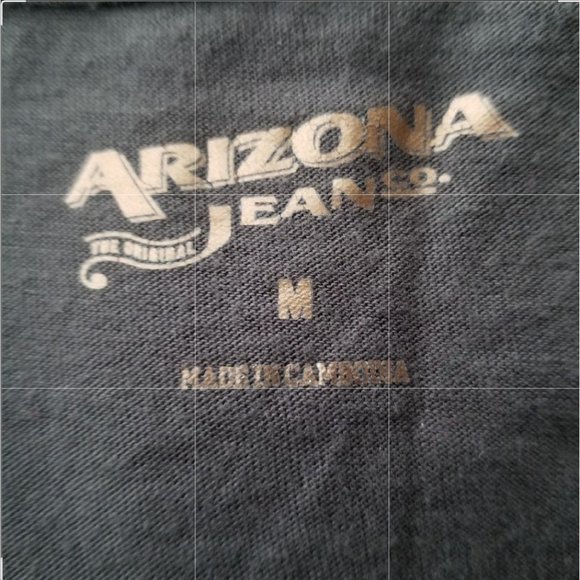 ARIZONA
JEAN CO.
THE ORIGINAL
M
MADE IN CAMBODIA